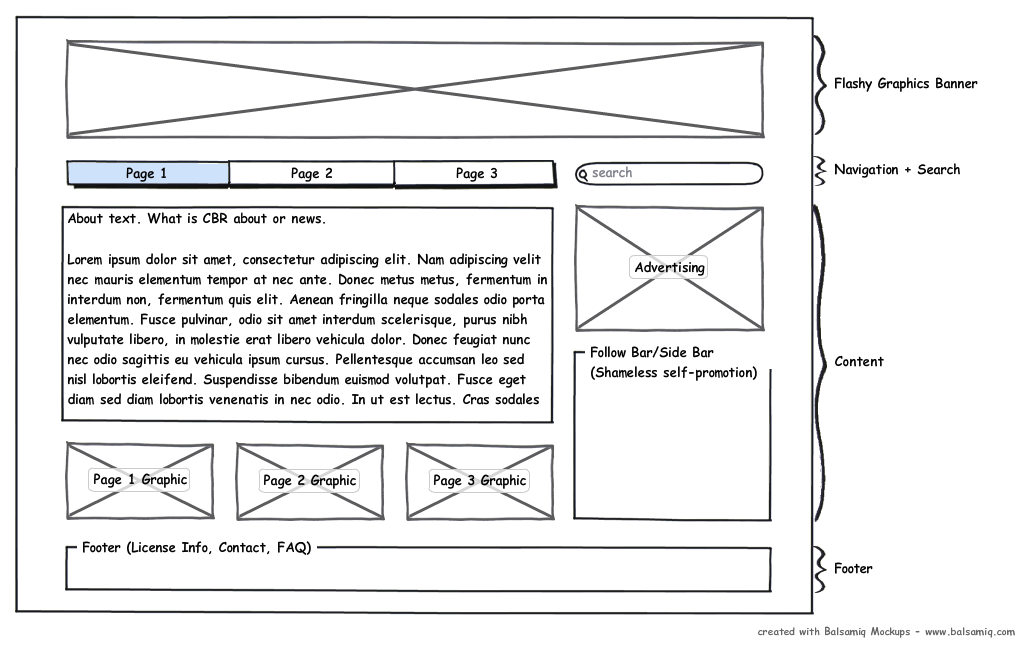 Flashy Graphics Banner
Page 1
Page 2
Page 3
search
Navigation + Search
About text. What is CBR about or news.
Lorem ipsum dolor sit amet, consectetur adipiscing elit. Nam adipiscing velit
nec mauris elementum tempor at nec ante. Donec metus metus, fermentum in
interdum non, fermentum quis elit. Aenean fringilla neque sodales odio porta
elementum. Fusce pulvinar, odio sit amet interdum scelerisque, purus nibh
vulputate libero, in molestie erat libero vehicula dolor. Donec feugiat nunc
nec odio sagittis eu vehicula ipsum cursus. Pellentesque accumsan leo sed
nisl lobortis eleifend. Suspendisse bibendum euismod volutpat. Fusce eget
diam sed diam lobortis venenatis in nec odio. In ut est lectus. Cras sodales
Advertising
Follow Bar/Side Bar
(Shameless self-promotion)
Content
Page 1 Graphic
Page 2 Graphic
Page 3 Graphic
Footer (License Info, Contact, FAQ)
Footer
created with Balsamiq Mockups - www.balsamiq.com